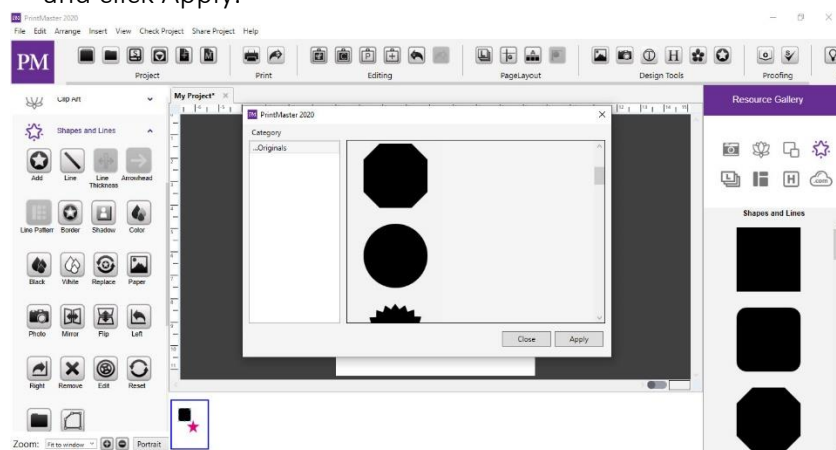 and click Apply.
PM PrintMaster 2020
File Edit Arrange Insert View Check Project Share Project Help
PM
Project Print Editing PageLayout Design Tools Proofing
Clip Art
My Project*
Resource Gallery
PrintMaster 2020
Category
...Originals
Shapes and Lines
Add Line Line Thickness Arrowhead
Line Pattern Border Shadow Color
Black White Replace Paper
Photo Mirror Flip Left
Right Remove Edit Reset
Shapes and Lines
Close Apply
Zoom: Fit to window Portrait